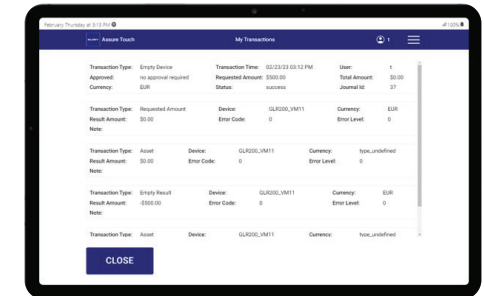 February Thursday at 3:13 PM
100%
Assure Touch
My Transactions
1
Transaction Type: Empty Device Transaction Time: 02/23/23 03:12 PM User: t
Approved: no approval required Requested Amount: $500.00 Total Amount: $0.00
Currency: EUR Status: success Journal Id: 37
Transaction Type: Requested Amount Device: GLR200_VM11 Currency: EUR
Result Amount: $0.00 Error Code: 0 Error Level: 0
Note:
Transaction Type: Asset Device: GLR200_VM11 Currency: type_undefined
Result Amount: $0.00 Error Code: 0 Error Level: 0
Note:
Transaction Type: Empty Result Device: GLR200_VM11 Currency: EUR
Result Amount: -$500.00 Error Code: 0 Error Level: 0
Note:
Transaction Type: Asset Device: GLR200_VM11 Currency: type_undefined
CLOSE